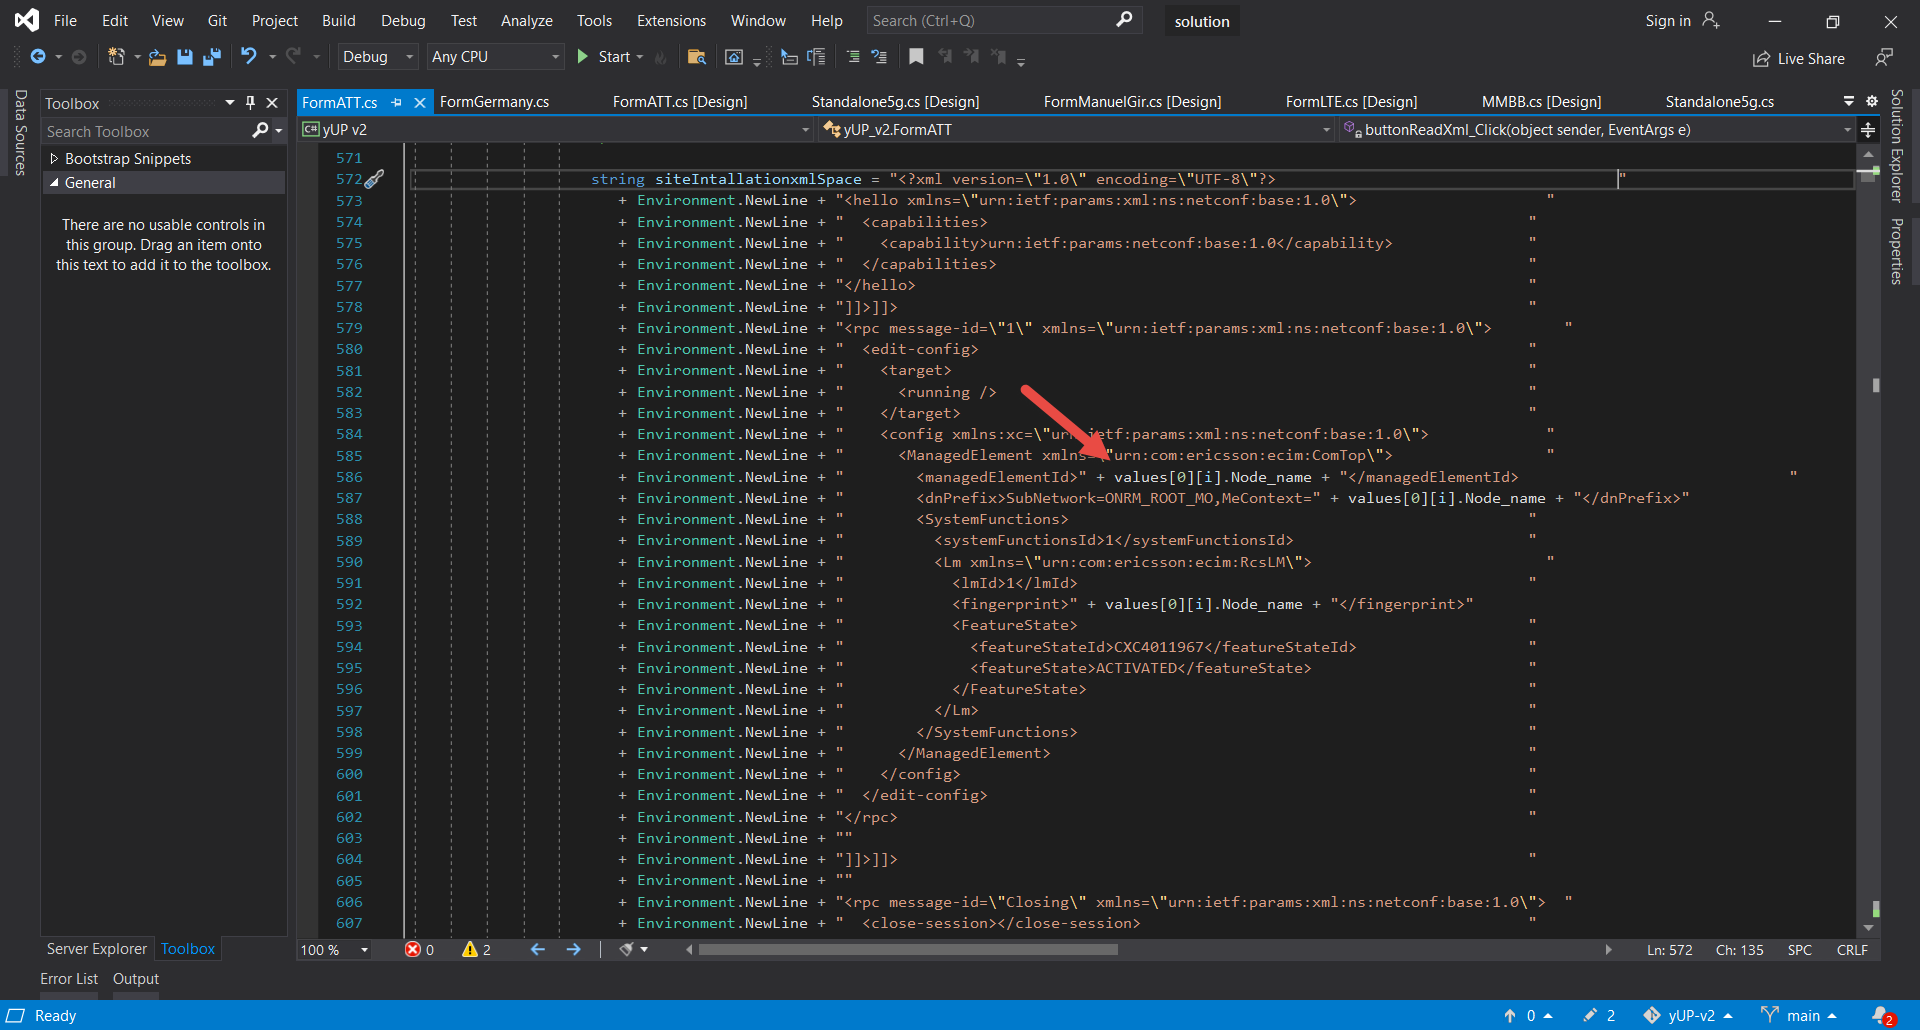 File Edit View Git Project Build Debug Test Analyze Tools Extensions Window Help Search (Ctrl+Q) solution Sign in
Debug Any CPU Start Live Share
Data Sources
Toolbox
Search Toolbox
Bootstrap Snippets
General
There are no usable controls in
this group. Drag an item onto
this text to add it to the toolbox.
FormATT.cs FormGermany.cs FormATT.cs [Design] Standalone5g.cs [Design] FormManuelGir.cs [Design] FormLTE.cs [Design] MMBB.cs [Design] Standalone5g.cs
C# yUP v2 yUP_v2.FormATT buttonReadXml_Click(object sender, EventArgs e)
571
572 string siteIntallationxmlSpace = "<?xml version=\"1.0\" encoding=\"UTF-8\"?> "
573 + Environment.NewLine + "<hello xmlns=\"urn:ietf:params:xml:ns:netconf:base:1.0\"> "
574 + Environment.NewLine + "  <capabilities> "
575 + Environment.NewLine + "    <capability>urn:ietf:params:netconf:base:1.0</capability> "
576 + Environment.NewLine + "  </capabilities> "
577 + Environment.NewLine + "</hello> "
578 + Environment.NewLine + "]]>]]> "
579 + Environment.NewLine + "<rpc message-id=\"1\" xmlns=\"urn:ietf:params:xml:ns:netconf:base:1.0\"> "
580 + Environment.NewLine + "  <edit-config> "
581 + Environment.NewLine + "    <target> "
582 + Environment.NewLine + "      <running /> "
583 + Environment.NewLine + "    </target> "
584 + Environment.NewLine + "    <config xmlns:xc=\"urn:ietf:params:xml:ns:netconf:base:1.0\"> "
585 + Environment.NewLine + "      <ManagedElement xmlns=\"urn:com:ericsson:ecim:ComTop\"> "
586 + Environment.NewLine + "        <managedElementId>" + values[0][i].Node_name + "</managedElementId> "
587 + Environment.NewLine + "        <dnPrefix>SubNetwork=ONRM_ROOT_MO,MeContext=" + values[0][i].Node_name + "</dnPrefix>"
588 + Environment.NewLine + "        <SystemFunctions> "
589 + Environment.NewLine + "          <systemFunctionsId>1</systemFunctionsId> "
590 + Environment.NewLine + "          <Lm xmlns=\"urn:com:ericsson:ecim:RcsLM\"> "
591 + Environment.NewLine + "            <lmId>1</lmId> "
592 + Environment.NewLine + "            <fingerprint>" + values[0][i].Node_name + "</fingerprint>"
593 + Environment.NewLine + "            <FeatureState> "
594 + Environment.NewLine + "              <featureStateId>CXC4011967</featureStateId> "
595 + Environment.NewLine + "              <featureState>ACTIVATED</featureState> "
596 + Environment.NewLine + "            </FeatureState> "
597 + Environment.NewLine + "          </Lm> "
598 + Environment.NewLine + "        </SystemFunctions> "
599 + Environment.NewLine + "      </ManagedElement> "
600 + Environment.NewLine + "    </config> "
601 + Environment.NewLine + "  </edit-config> "
602 + Environment.NewLine + "</rpc> "
603 + Environment.NewLine + ""
604 + Environment.NewLine + "]]>]]> "
605 + Environment.NewLine + ""
606 + Environment.NewLine + "<rpc message-id=\"Closing\" xmlns=\"urn:ietf:params:xml:ns:netconf:base:1.0\"> "
607 + Environment.NewLine + "  <close-session></close-session> "
Solution Explorer
Properties
Server Explorer Toolbox
100 % 0 2 Ln: 572 Ch: 135 SPC CRLF
Error List Output
Ready 0 2 yUP-v2 main 2